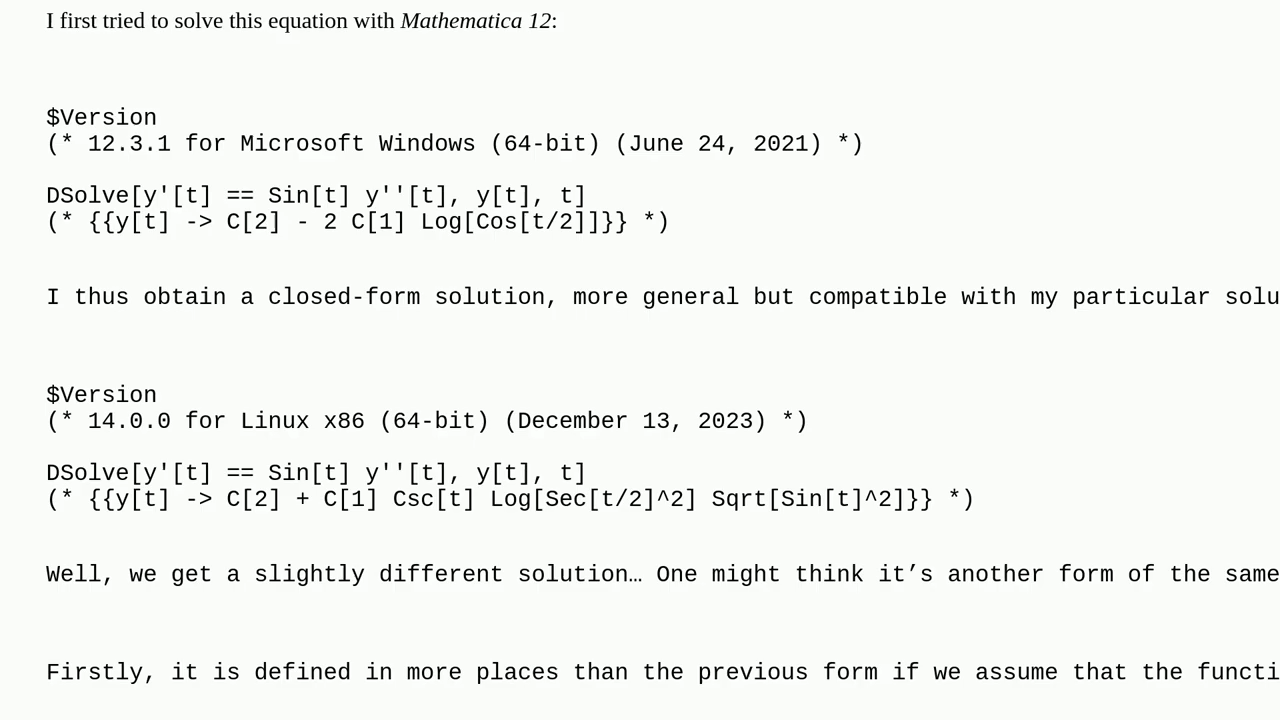 I first tried to solve this equation with Mathematica 12:
$Version
(* 12.3.1 for Microsoft Windows (64-bit) (June 24, 2021) *)
DSolve[y'[t] == Sin[t] y''[t], y[t], t]
(* {{y[t] -> C[2] - 2 C[1] Log[Cos[t/2]]}} *)
I thus obtain a closed-form solution, more general but compatible with my particular solu
$Version
(* 14.0.0 for Linux x86 (64-bit) (December 13, 2023) *)
DSolve[y'[t] == Sin[t] y''[t], y[t], t]
(* {{y[t] -> C[2] + C[1] Csc[t] Log[Sec[t/2]^2] Sqrt[Sin[t]^2]}} *)
Well, we get a slightly different solution… One might think it’s another form of the same
Firstly, it is defined in more places than the previous form if we assume that the functi